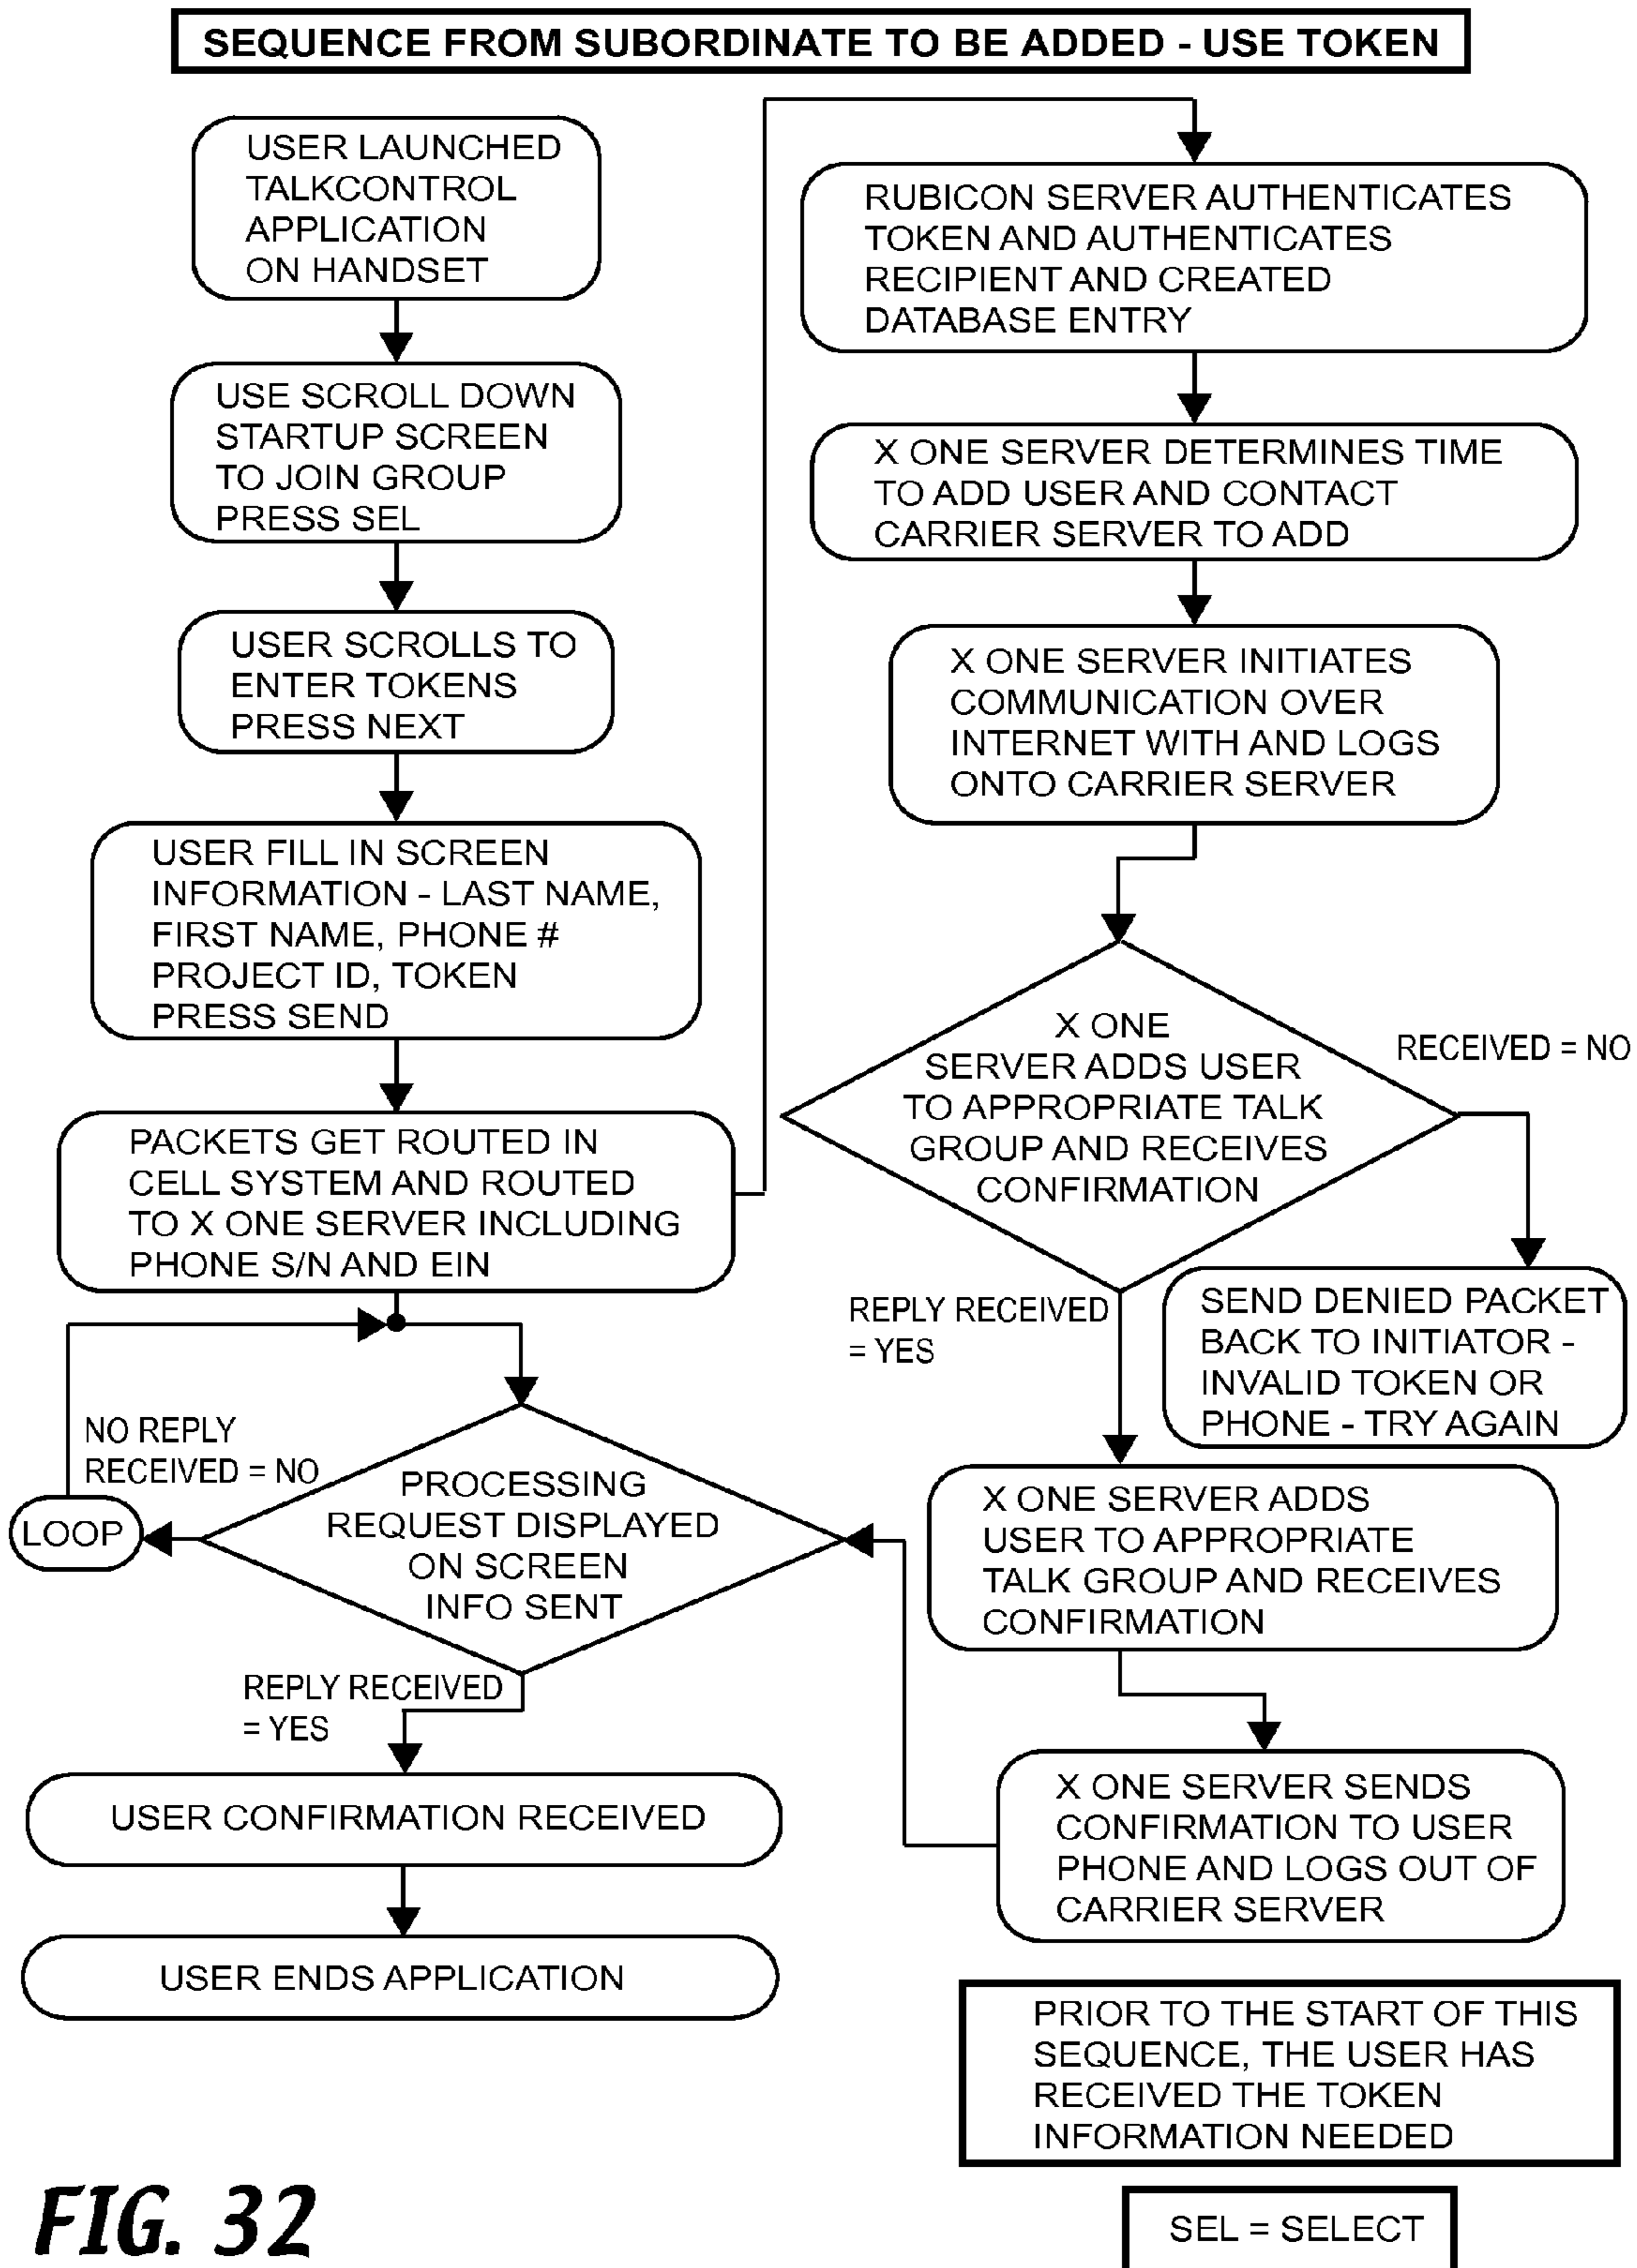 SEQUENCE FROM SUBORDINATE TO BE ADDED - USE TOKEN
USER LAUNCHED
TALKCONTROL
APPLICATION
ON HANDSET
USE SCROLL DOWN
STARTUP SCREEN
TO JOIN GROUP
PRESS SEL
USER SCROLLS TO
ENTER TOKENS
PRESS NEXT
USER FILL IN SCREEN
INFORMATION - LAST NAME,
FIRST NAME, PHONE #
PROJECT ID, TOKEN
PRESS SEND
PACKETS GET ROUTED IN
CELL SYSTEM AND ROUTED
TO X ONE SERVER INCLUDING
PHONE S/N AND EIN
NO REPLY
RECEIVED = NO
LOOP
PROCESSING
REQUEST DISPLAYED
ON SCREEN
INFO SENT
REPLY RECEIVED
= YES
USER CONFIRMATION RECEIVED
USER ENDS APPLICATION
RUBICON SERVER AUTHENTICATES
TOKEN AND AUTHENTICATES
RECIPIENT AND CREATED
DATABASE ENTRY
X ONE SERVER DETERMINES TIME
TO ADD USER AND CONTACT
CARRIER SERVER TO ADD
X ONE SERVER INITIATES
COMMUNICATION OVER
INTERNET WITH AND LOGS
ONTO CARRIER SERVER
X ONE
SERVER ADDS USER
TO APPROPRIATE TALK
GROUP AND RECEIVES
CONFIRMATION
RECEIVED = NO
SEND DENIED PACKET
BACK TO INITIATOR -
INVALID TOKEN OR
PHONE - TRY AGAIN
REPLY RECEIVED
= YES
X ONE SERVER ADDS
USER TO APPROPRIATE
TALK GROUP AND RECEIVES
CONFIRMATION
X ONE SERVER SENDS
CONFIRMATION TO USER
PHONE AND LOGS OUT OF
CARRIER SERVER
PRIOR TO THE START OF THIS
SEQUENCE, THE USER HAS
RECEIVED THE TOKEN
INFORMATION NEEDED
SEL = SELECT
FIG. 32